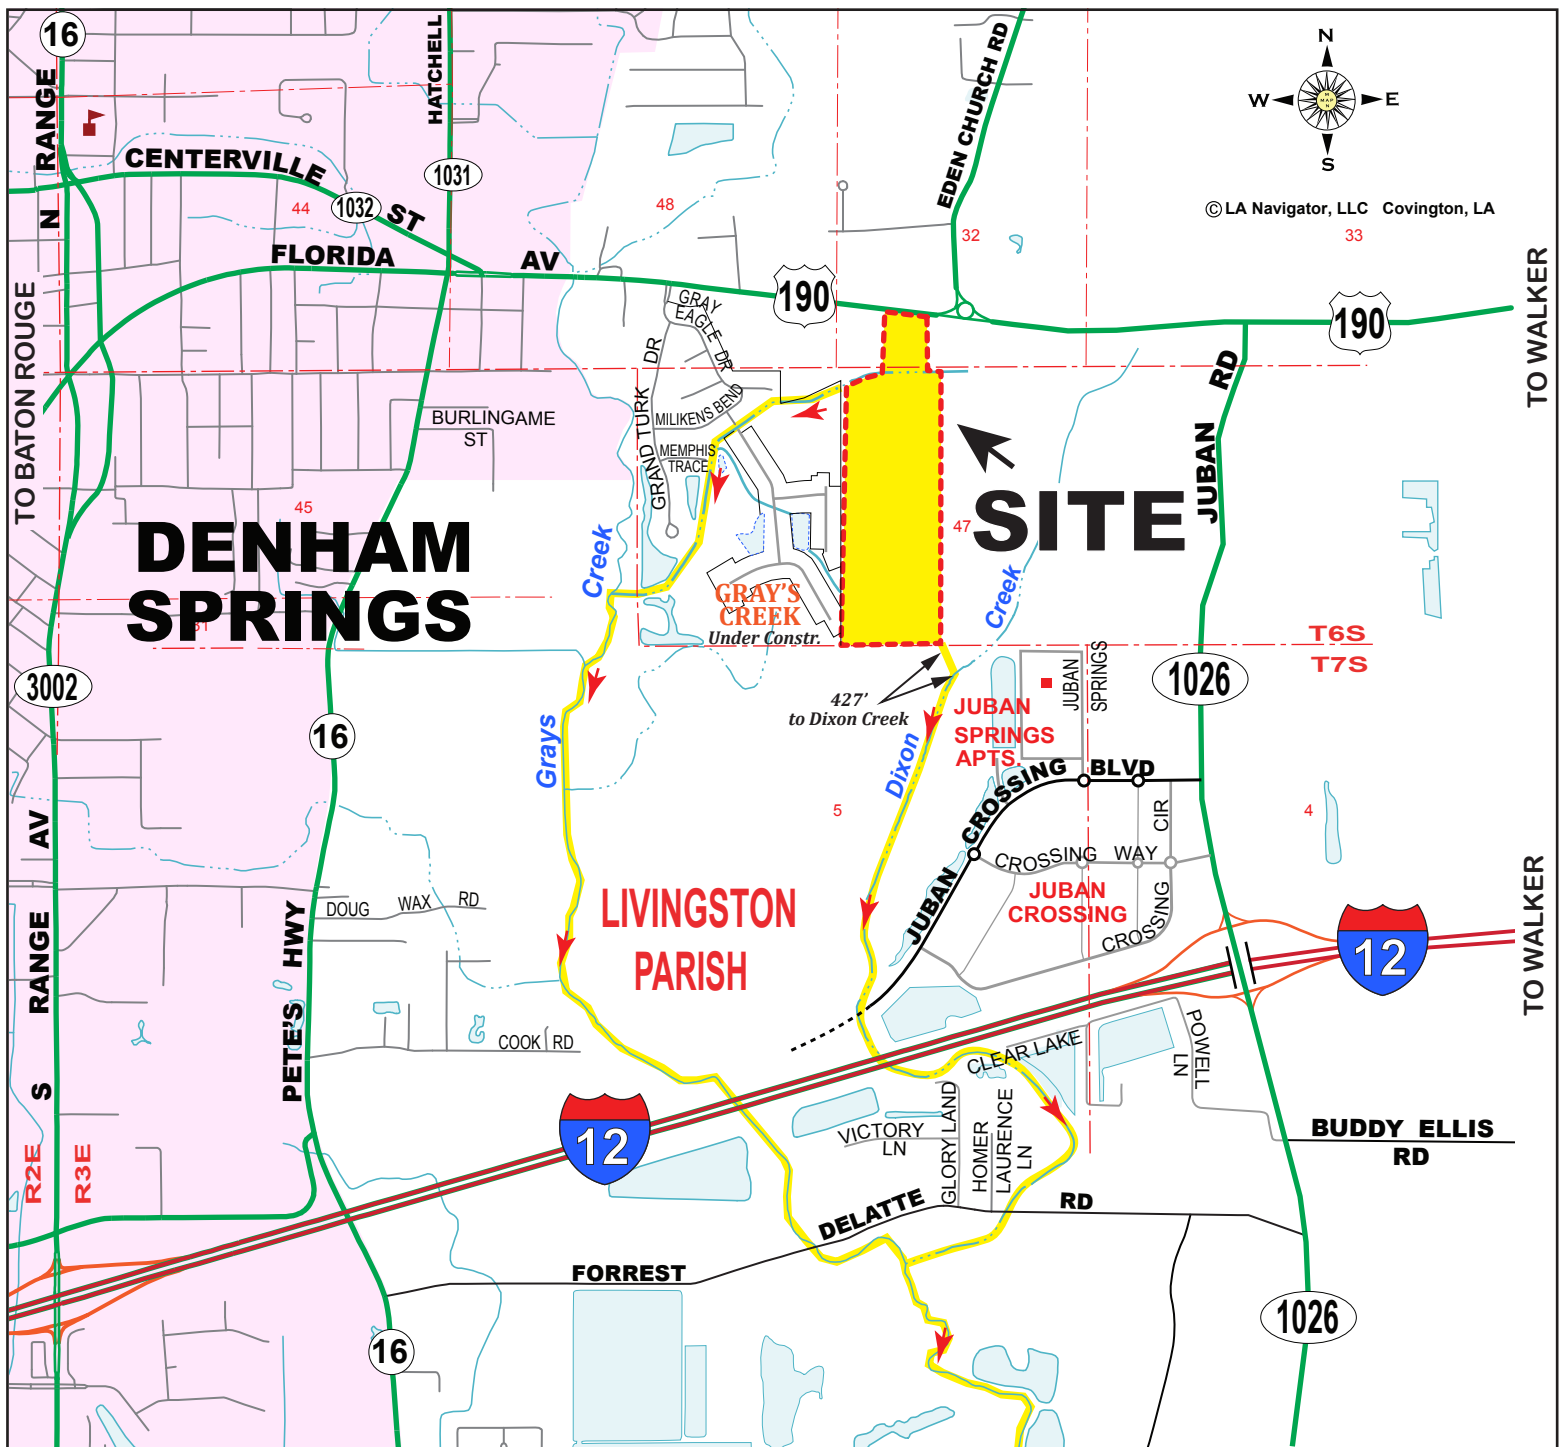 16
N RANGE
HATCHELL
EDEN CHURCH RD
N
W
E
S
MAP
© LA Navigator, LLC Covington, LA
CENTERVILLE ST
1031
1032
44
48
32
33
FLORIDA AV
190
190
TO BATON ROUGE
TO WALKER
GRAY
EAGLE DR
GRAND TURK DR
MILIKENS BEND
MEMPHIS
TRACE
BURLINGAME
ST
JUBAN RD
45
47
SITE
DENHAM
SPRINGS
31
Creek
Creek
GRAY'S
CREEK
Under Constr.
T6S
T7S
3002
1026
16
427'
to Dixon Creek
JUBAN
SPRINGS
JUBAN
SPRINGS
APTS.
Grays
Dixon
5
4
JUBAN CROSSING BLVD
CROSSING WAY
CIR
CROSSING
JUBAN
CROSSING
S RANGE AV
DOUG WAX RD
LIVINGSTON
PARISH
PETE'S HWY
12
TO WALKER
COOK RD
CLEAR LAKE
POWELL
LN
12
VICTORY
LN
GLORY LAND
HOMER
LAURENCE
LN
BUDDY ELLIS
RD
R2E
R3E
FORREST DELATTE RD
1026
16